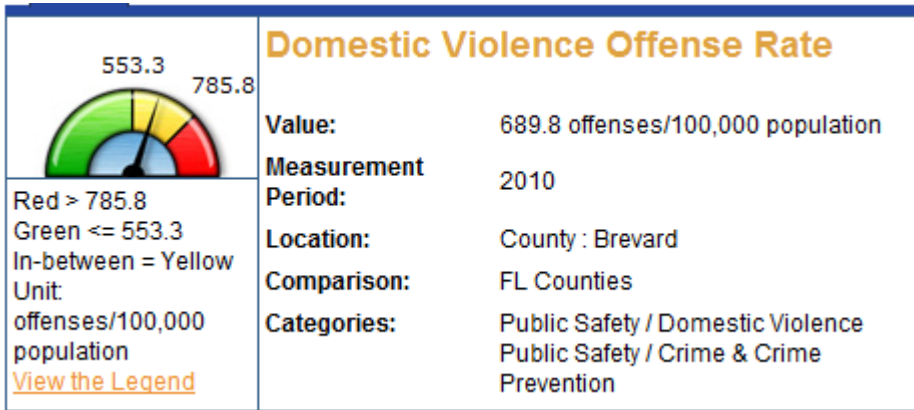 Domestic Violence Offense Rate
553.3
785.8
Value: 689.8 offenses/100,000 population
Measurement
Period: 2010
Location: County : Brevard
Comparison: FL Counties
Categories: Public Safety / Domestic Violence
Public Safety / Crime & Crime
Prevention
Red > 785.8
Green <= 553.3
In-between = Yellow
Unit:
offenses/100,000
population
View the Legend